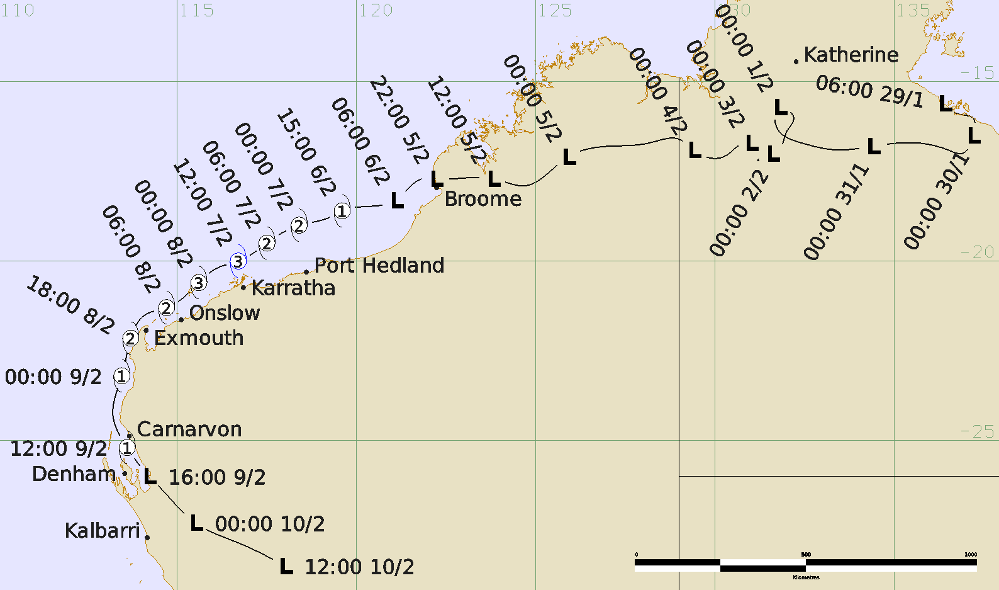 110
115
120
125
130
135
00:00 1/2
Katherine
-15
06:00 29/1
L
00:00 3/2
00:00 4/2
00:00 5/2
12:00 5/2
22:00 5/2
06:00 6/2
15:00 6/2
00:00 7/2
06:00 7/2
12:00 7/2
00:00 8/2
06:00 8/2
18:00 8/2
L
L
L
L
L
L
L
L
L
L
L
00:00 2/2
00:00 31/1
00:00 30/1
Broome
1
2
2
3
3
2
2
1
1
-20
Port Hedland
Karratha
Onslow
Exmouth
00:00 9/2
Carnarvon
-25
12:00 9/2
Denham
L 16:00 9/2
Kalbarri
L 00:00 10/2
L 12:00 10/2
0 500 1000
Kilometres